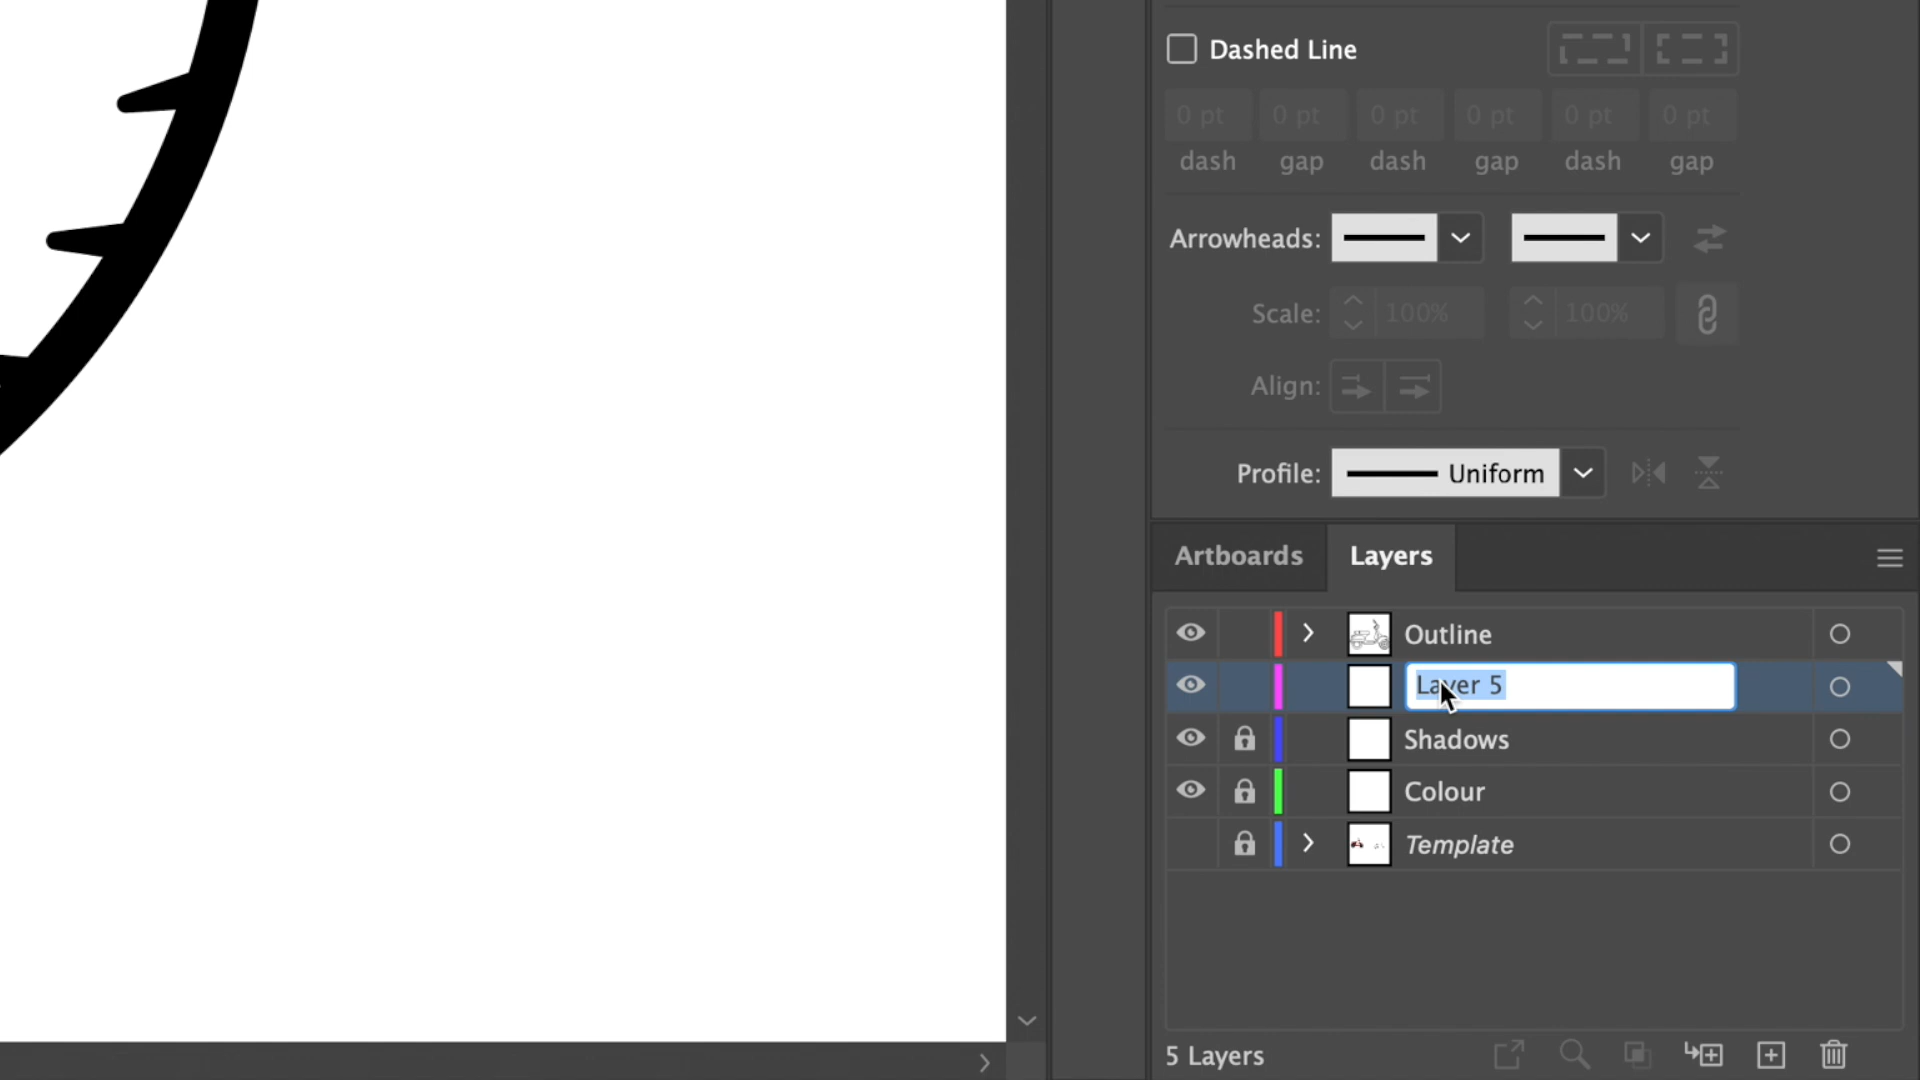 Dashed Line
0 pt 0 pt 0 pt 0 pt 0 pt 0 pt
dash gap dash gap dash gap
Arrowheads:
Scale: 100% 100%
Align:
Profile: Uniform
Artboards Layers
Outline
Layer 5
Shadows
Colour
Template
5 Layers